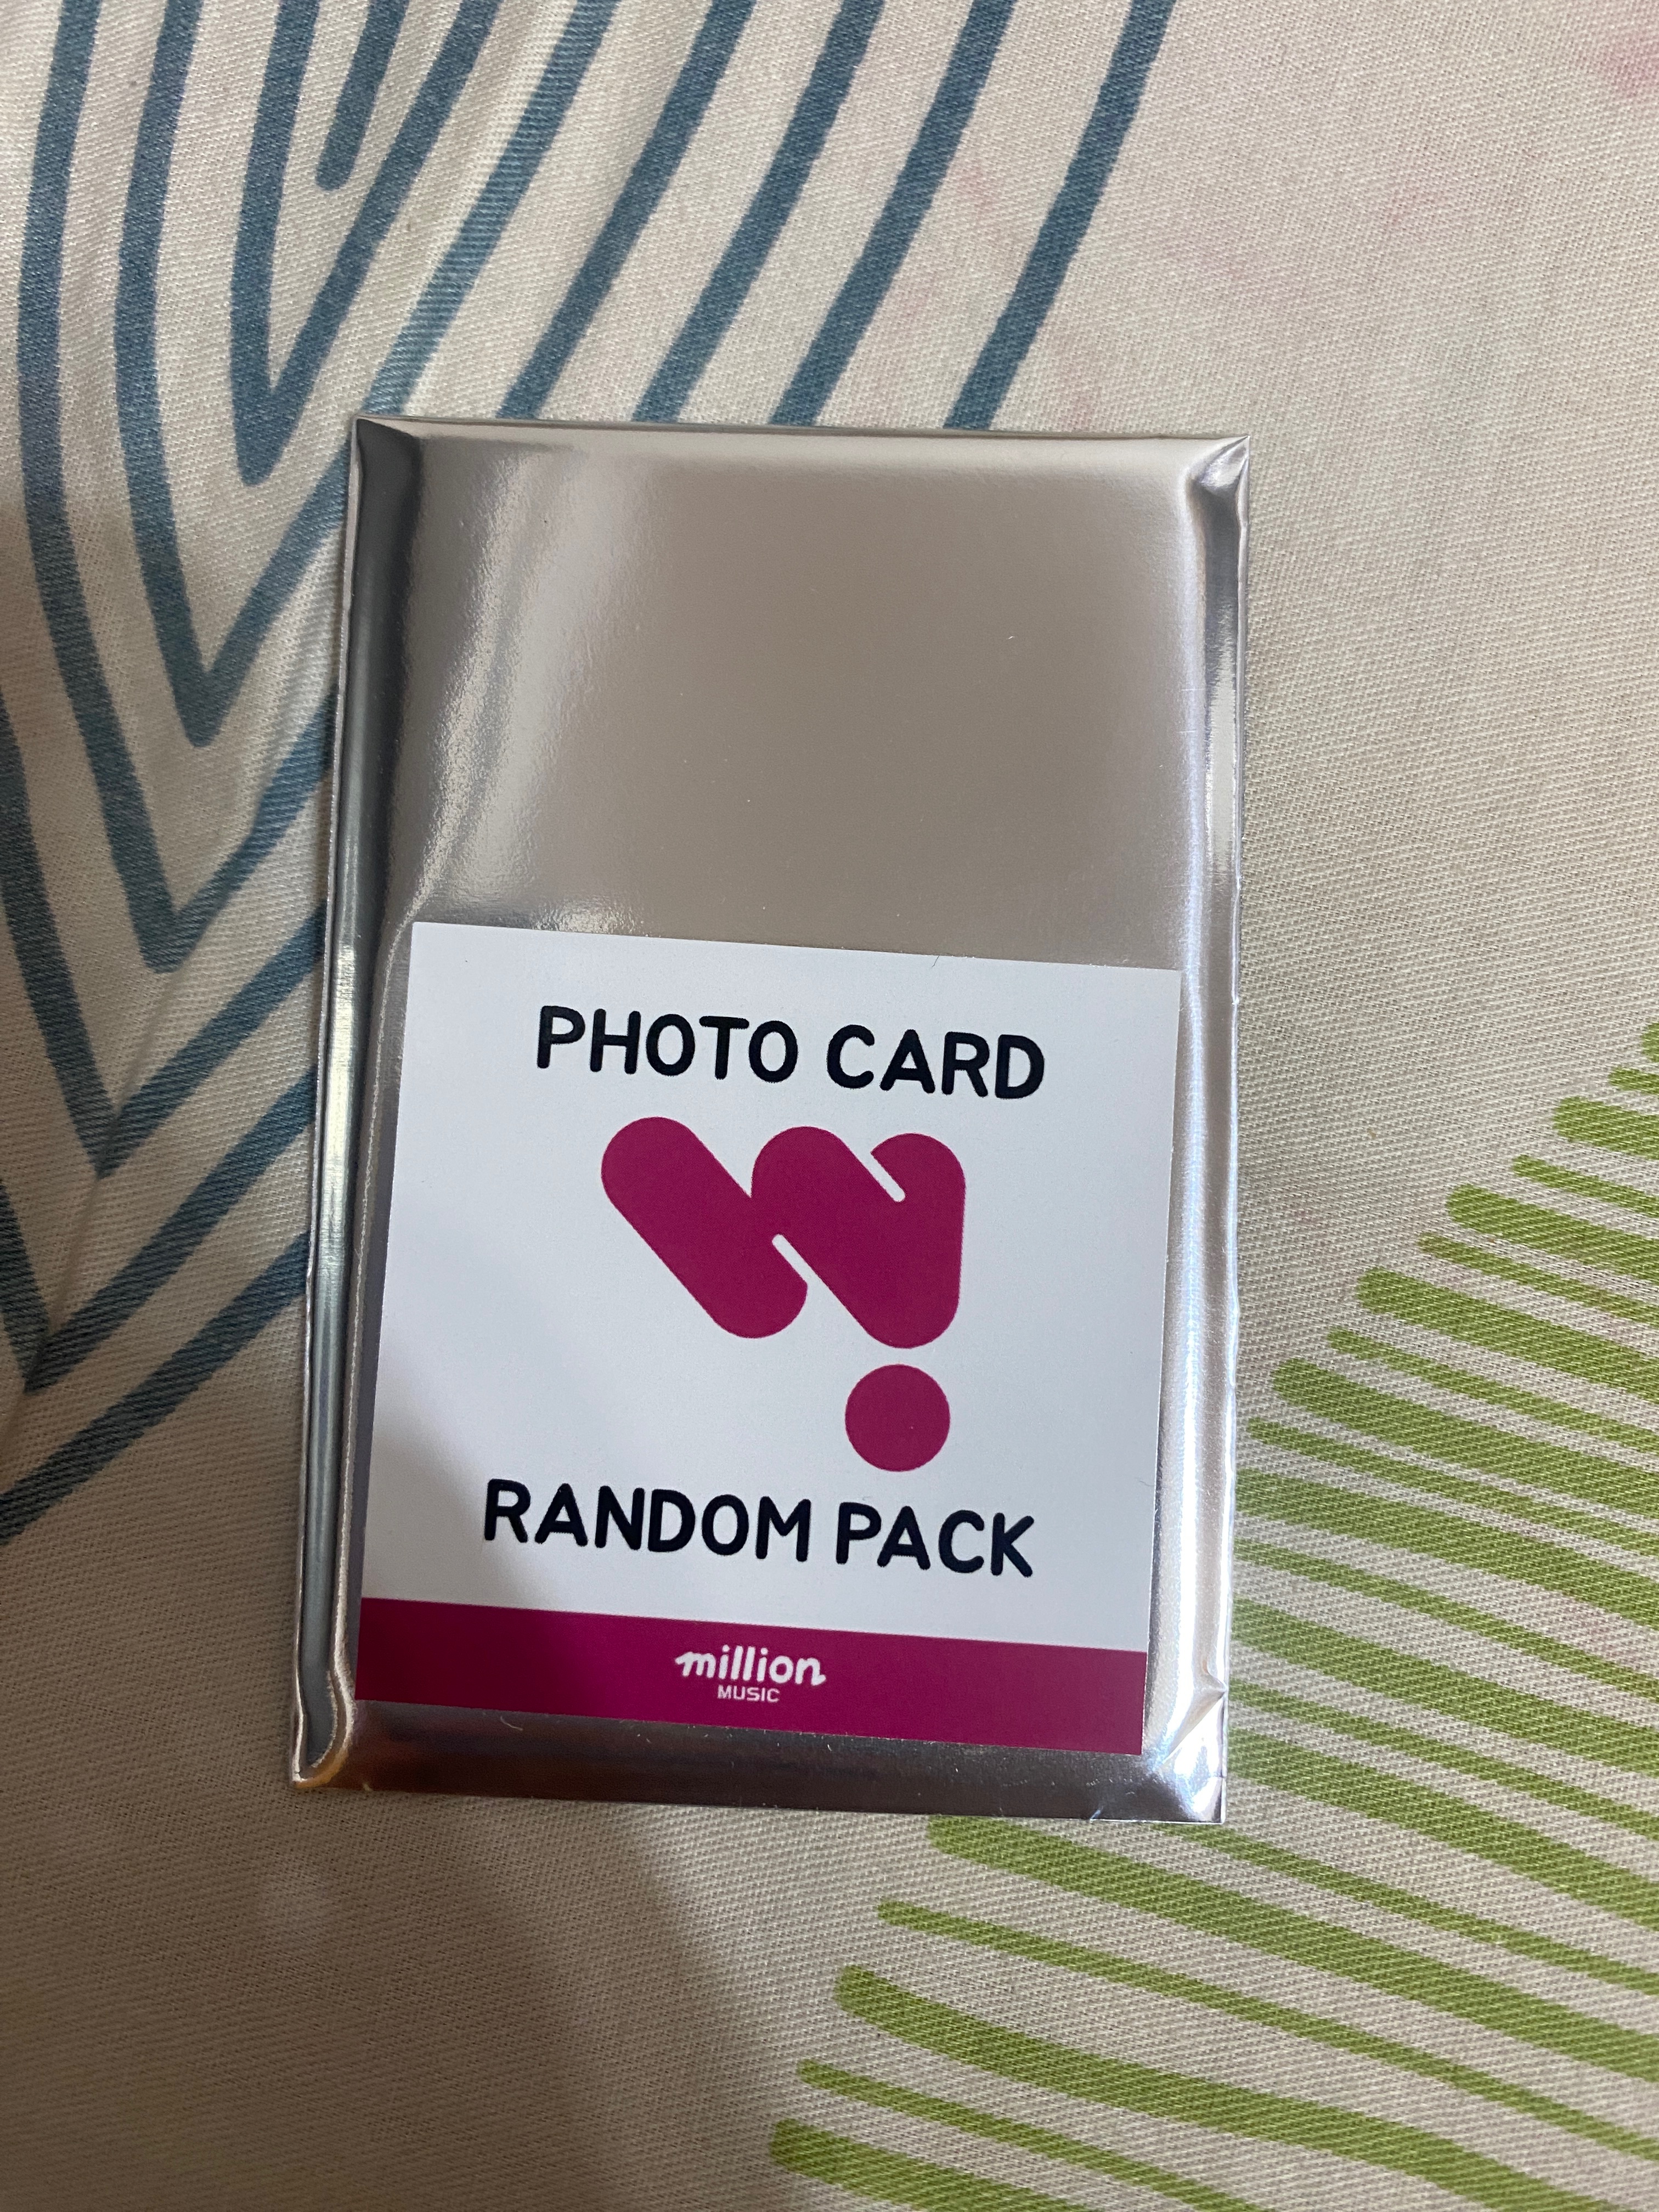 PHOTO CARD
w!
RANDOM PACK
million
MUSIC